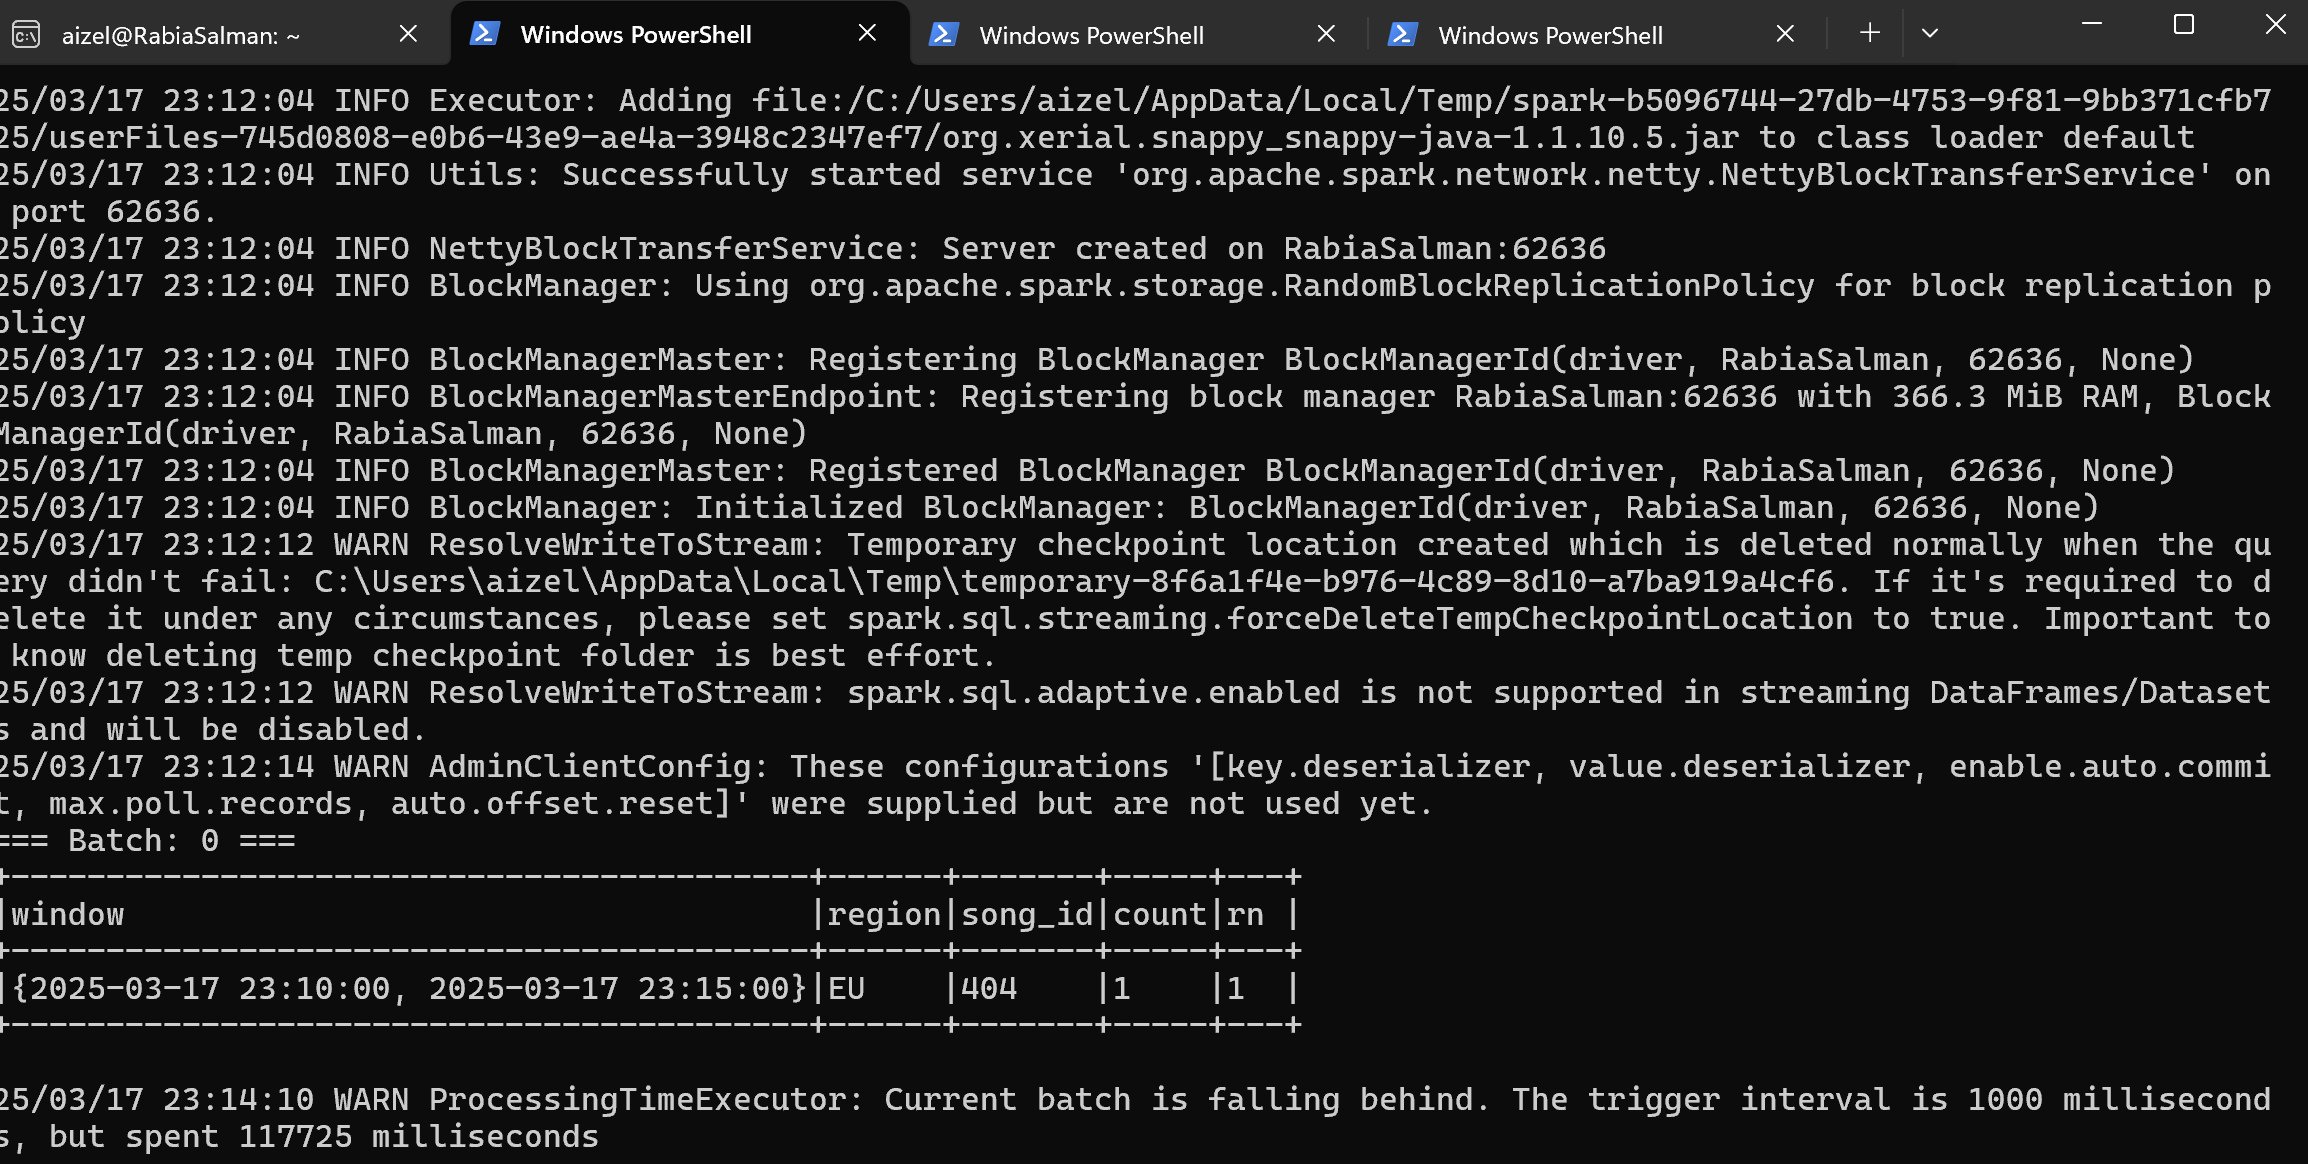 aizel@RabiaSalman: ~
Windows PowerShell
Windows PowerShell
Windows PowerShell
25/03/17 23:12:04 INFO Executor: Adding file:/C:/Users/aizel/AppData/Local/Temp/spark-b5096744-27db-4753-9f81-9bb371cfb7
25/userFiles-745d0808-e0b6-43e9-ae4a-3948c2347ef7/org.xerial.snappy_snappy-java-1.1.10.5.jar to class loader default
25/03/17 23:12:04 INFO Utils: Successfully started service 'org.apache.spark.network.netty.NettyBlockTransferService' on
 port 62636.
25/03/17 23:12:04 INFO NettyBlockTransferService: Server created on RabiaSalman:62636
25/03/17 23:12:04 INFO BlockManager: Using org.apache.spark.storage.RandomBlockReplicationPolicy for block replication p
olicy
25/03/17 23:12:04 INFO BlockManagerMaster: Registering BlockManager BlockManagerId(driver, RabiaSalman, 62636, None)
25/03/17 23:12:04 INFO BlockManagerMasterEndpoint: Registering block manager RabiaSalman:62636 with 366.3 MiB RAM, Block
ManagerId(driver, RabiaSalman, 62636, None)
25/03/17 23:12:04 INFO BlockManagerMaster: Registered BlockManager BlockManagerId(driver, RabiaSalman, 62636, None)
25/03/17 23:12:04 INFO BlockManager: Initialized BlockManager: BlockManagerId(driver, RabiaSalman, 62636, None)
25/03/17 23:12:12 WARN ResolveWriteToStream: Temporary checkpoint location created which is deleted normally when the qu
ery didn't fail: C:\Users\aizel\AppData\Local\Temp\temporary-8f6a1f4e-b976-4c89-8d10-a7ba919a4cf6. If it's required to d
elete it under any circumstances, please set spark.sql.streaming.forceDeleteTempCheckpointLocation to true. Important to
 know deleting temp checkpoint folder is best effort.
25/03/17 23:12:12 WARN ResolveWriteToStream: spark.sql.adaptive.enabled is not supported in streaming DataFrames/Dataset
s and will be disabled.
25/03/17 23:12:14 WARN AdminClientConfig: These configurations '[key.deserializer, value.deserializer, enable.auto.commi
t, max.poll.records, auto.offset.reset]' were supplied but are not used yet.
=== Batch: 0 ===
+------------------------------------------+------+-------+-----+---+
|window                                    |region|song_id|count|rn |
+------------------------------------------+------+-------+-----+---+
|{2025-03-17 23:10:00, 2025-03-17 23:15:00}|EU    |404    |1    |1  |
+------------------------------------------+------+-------+-----+---+
25/03/17 23:14:10 WARN ProcessingTimeExecutor: Current batch is falling behind. The trigger interval is 1000 millisecond
s, but spent 117725 milliseconds